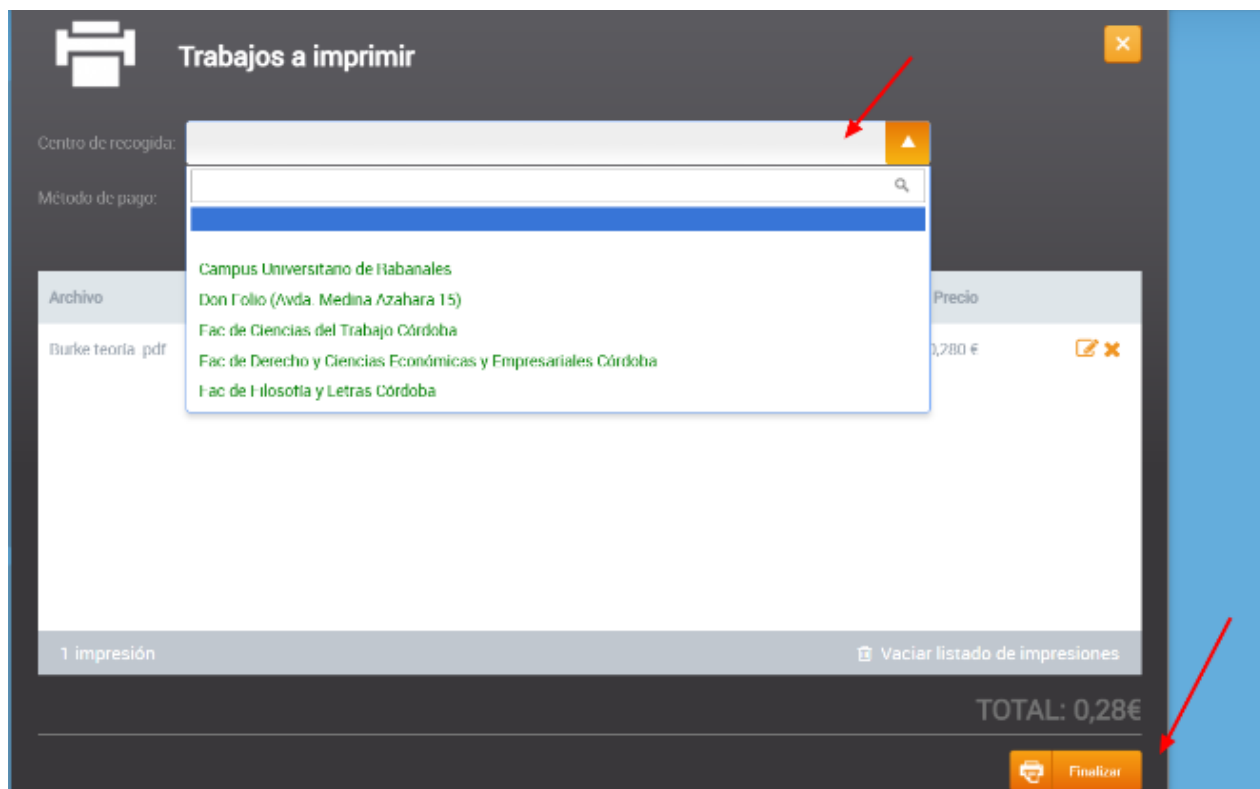 Trabajos a imprimir
Centro de recogida:
Método de pago:
Campus Universitario de Rabanales
Don Folio (Avda. Medina Azahara 15)
Fac de Ciencias del Trabajo Córdoba
Fac de Derecho y Ciencias Económicas y Empresariales Córdoba
Fac de Filosofía y Letras Córdoba
Archivo Precio
Burke teoría .pdf 0,280 €
1 impresión Vaciar listado de impresiones
TOTAL: 0,28€
Finalizar